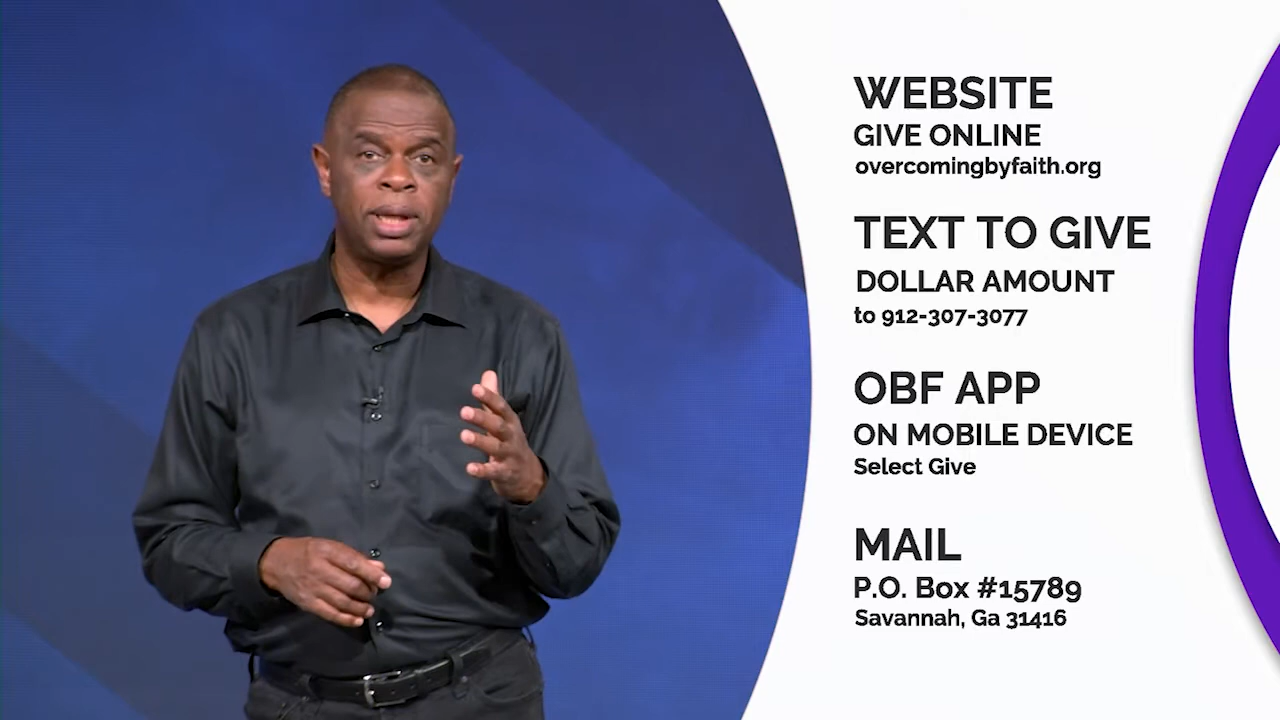 WEBSITE
GIVE ONLINE
overcomingbyfaith.org
TEXT TO GIVE
DOLLAR AMOUNT
to 912-307-3077
OBF APP
ON MOBILE DEVICE
Select Give
MAIL
P.O. Box #15789
Savannah, Ga 31416